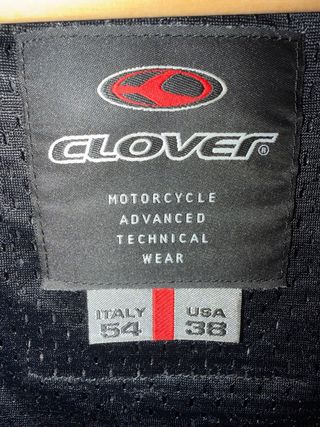 CLOVER®
MOTORCYCLE
ADVANCED
TECHNICAL
WEAR
ITALY USA
54 38